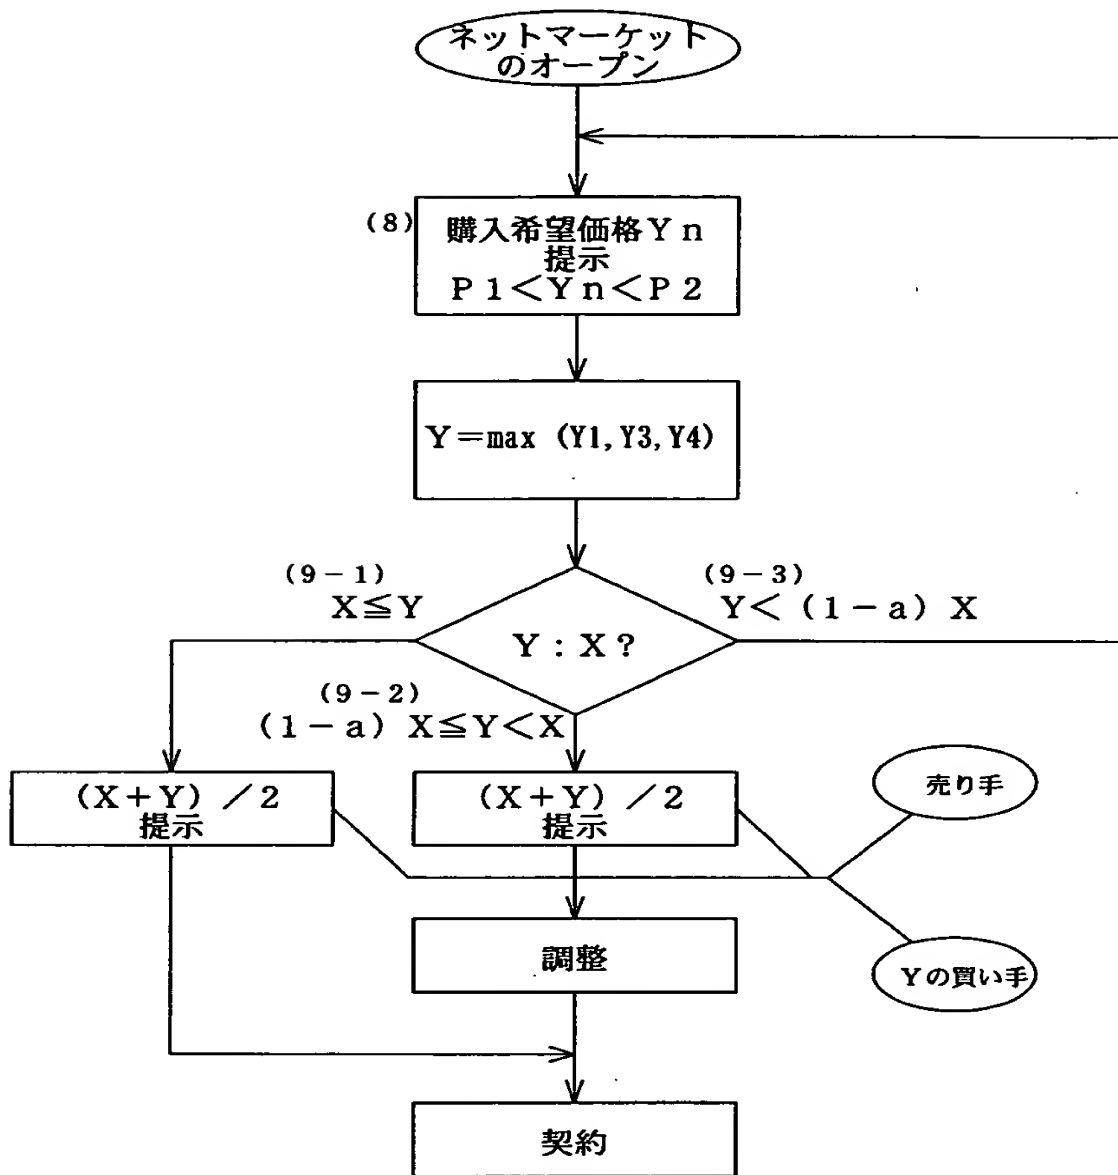 ネットマーケット
のオープン
(8)
購入希望価格Yn
提示
P1<Yn<P2
Y=max (Y1,Y3,Y4)
(9-1)
X≦Y
(9-3)
Y<(1-a)X
Y:X?
(9-2)
(1-a)X≦Y<X
(X+Y)/2
提示
(X+Y)/2
提示
売り手
調整
Yの買い手
契約